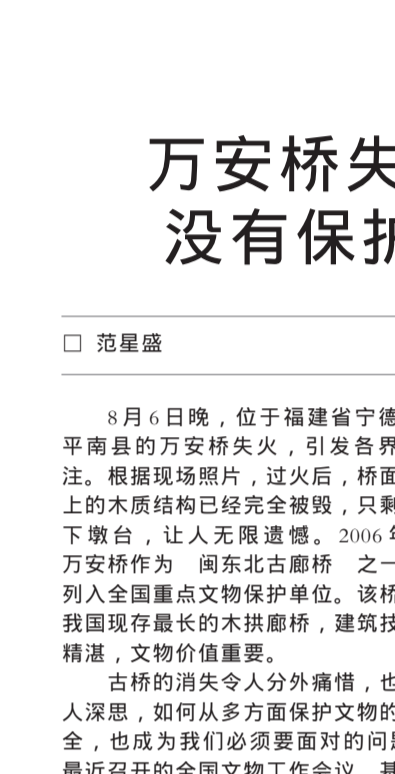 万安桥失
没有保护
□ 范星盛
8月6日晚，位于福建省宁德
平南县的万安桥失火，引发各界
注。根据现场照片，过火后，桥面
上的木质结构已经完全被毁，只剩
下墩台，让人无限遗憾。2006年
万安桥作为 闽东北古廊桥 之一
列入全国重点文物保护单位。该桥
我国现存最长的木拱廊桥，建筑技
精湛，文物价值重要。
古桥的消失令人分外痛惜，也
人深思，如何从多方面保护文物的
全，也成为我们必须要面对的问题
最近召开的全国文物工作会议，基